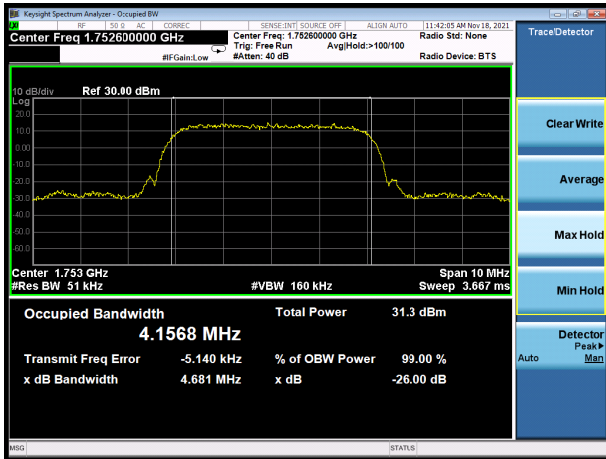 Keysight Spectrum Analyzer - Occupied BW
LXI RF 50 Ω AC CORREC SENSE:INT SOURCE OFF ALIGN AUTO 11:42:05 AM Nov 18, 2021
Center Freq 1.752600000 GHz
Center Freq: 1.752600000 GHz Radio Std: None
Trig: Free Run Avg|Hold:>100/100
#IFGain:Low #Atten: 40 dB Radio Device: BTS
Trace/Detector
10 dB/div Ref 30.00 dBm
Log
20.0
10.0
0.00
-10.0
-20.0
-30.0
-40.0
-50.0
-60.0
Center 1.753 GHz Span 10 MHz
#Res BW 51 kHz #VBW 160 kHz Sweep 3.667 ms
Occupied Bandwidth Total Power 31.3 dBm
4.1568 MHz
Transmit Freq Error -5.140 kHz % of OBW Power 99.00 %
x dB Bandwidth 4.681 MHz x dB -26.00 dB
Clear Write
Average
Max Hold
Min Hold
Detector
Peak▶
Auto Man
MSG STATUS